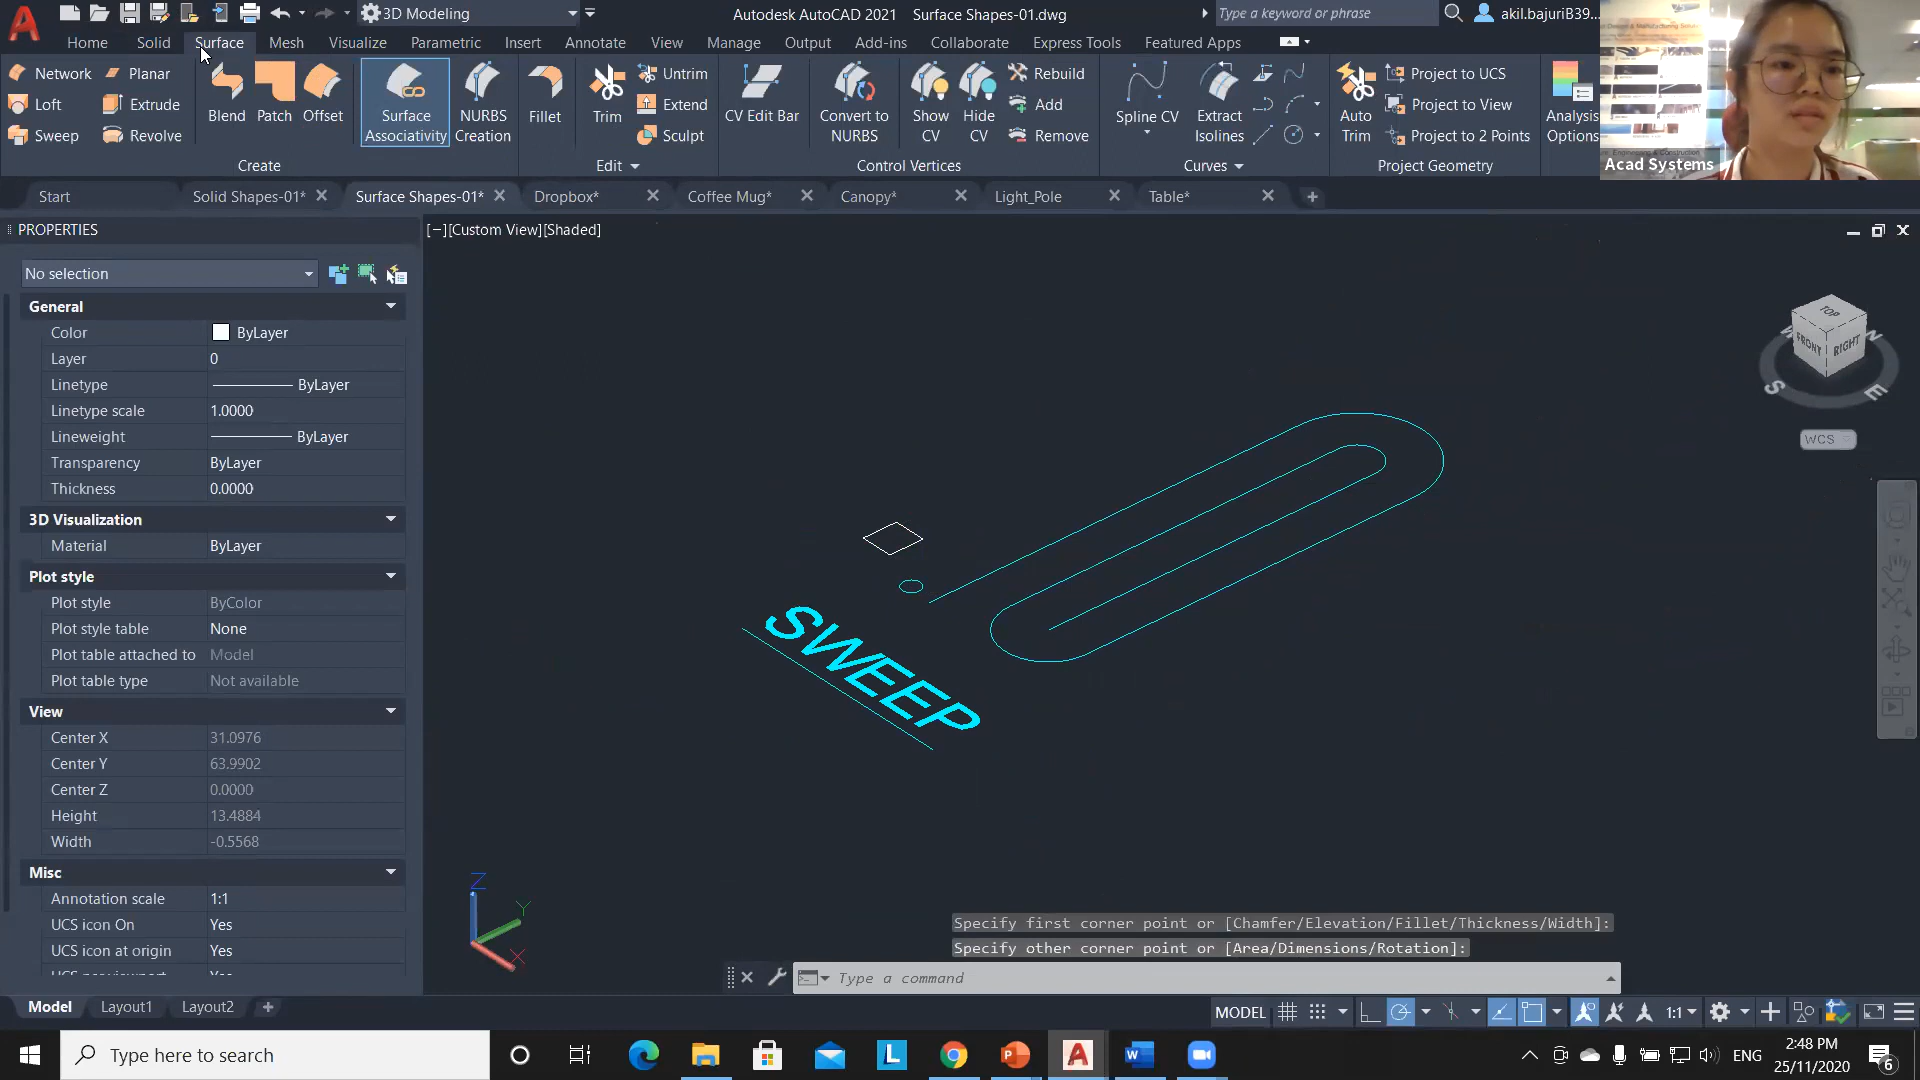 3D Modeling
Autodesk AutoCAD 2021 Surface Shapes-01.dwg
Type a keyword or phrase
akil.bajuriB39...
Home Solid Surface Mesh Visualize Parametric Insert Annotate View Manage Output Add-ins Collaborate Express Tools Featured Apps
Network Planar
Loft Extrude
Sweep Revolve
Blend Patch Offset
Surface Associativity
NURBS Creation
Fillet
Trim
Untrim
Extend
Sculpt
CV Edit Bar
Convert to NURBS
Show CV
Hide CV
Rebuild
Add
Remove
Spline CV
Extract Isolines
Auto Trim
Project to UCS
Project to View
Project to 2 Points
Analysis Options
Create Edit Control Vertices Curves Project Geometry
Acad Systems
Start Solid Shapes-01* Surface Shapes-01* Dropbox* Coffee Mug* Canopy* Light_Pole Table*
PROPERTIES
[−][Custom View][Shaded]
No selection
General
Color ByLayer
Layer 0
Linetype ByLayer
Linetype scale 1.0000
Lineweight ByLayer
Transparency ByLayer
Thickness 0.0000
3D Visualization
Material ByLayer
Plot style
Plot style ByColor
Plot style table None
Plot table attached to Model
Plot table type Not available
View
Center X 31.0976
Center Y 63.9902
Center Z 0.0000
Height 13.4884
Width -0.5568
Misc
Annotation scale 1:1
UCS icon On Yes
UCS icon at origin Yes
TOP
FRONT RIGHT
W N
S E
WCS
SWEEP
Z
Y
X
Specify first corner point or [Chamfer/Elevation/Fillet/Thickness/Width]:
Specify other corner point or [Area/Dimensions/Rotation]:
Type a command
Model Layout1 Layout2
MODEL 1:1
Type here to search
ENG
2:48 PM
25/11/2020
6